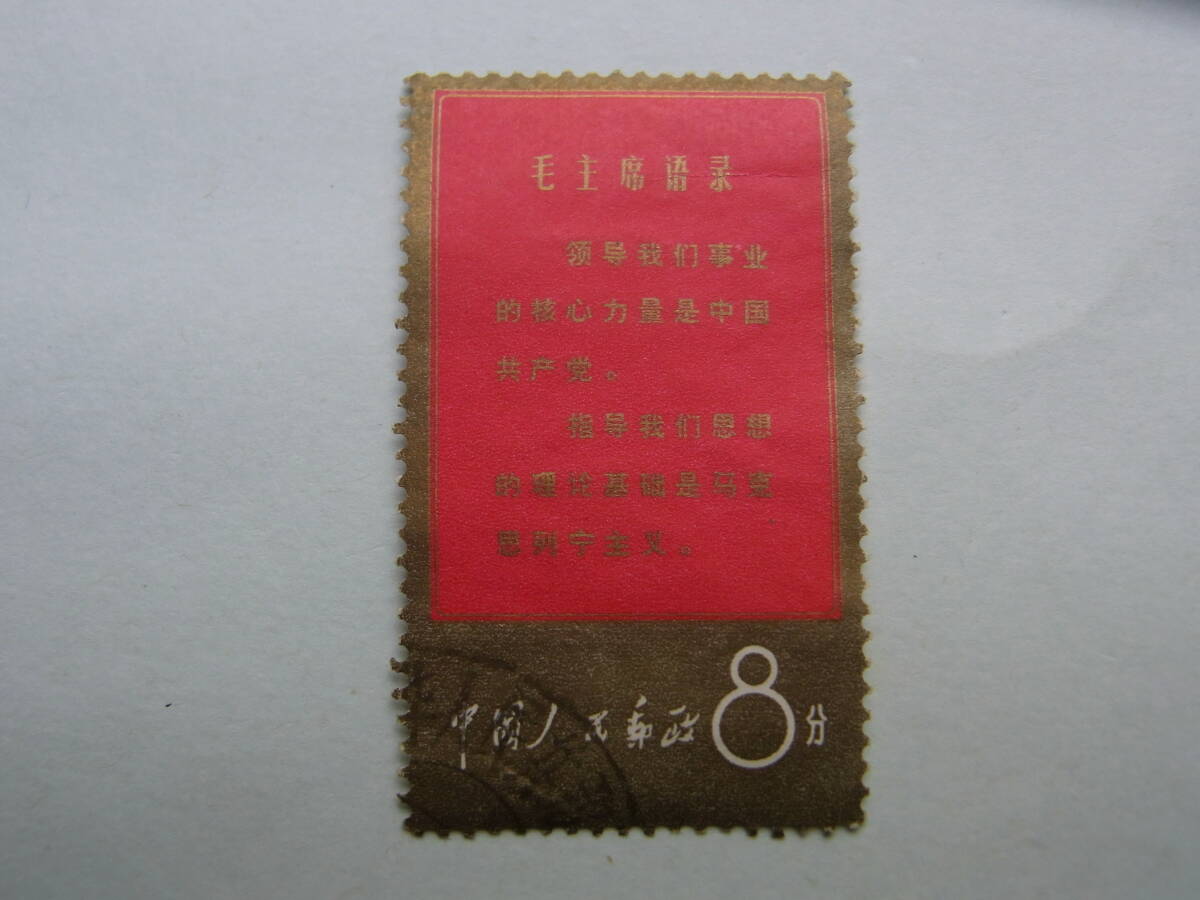 毛主席语录
领导我们事业
的核心力量是中国
共产党。
指导我们思想
的理论基础是马克
思列宁主义。
中國人民郵政 8分